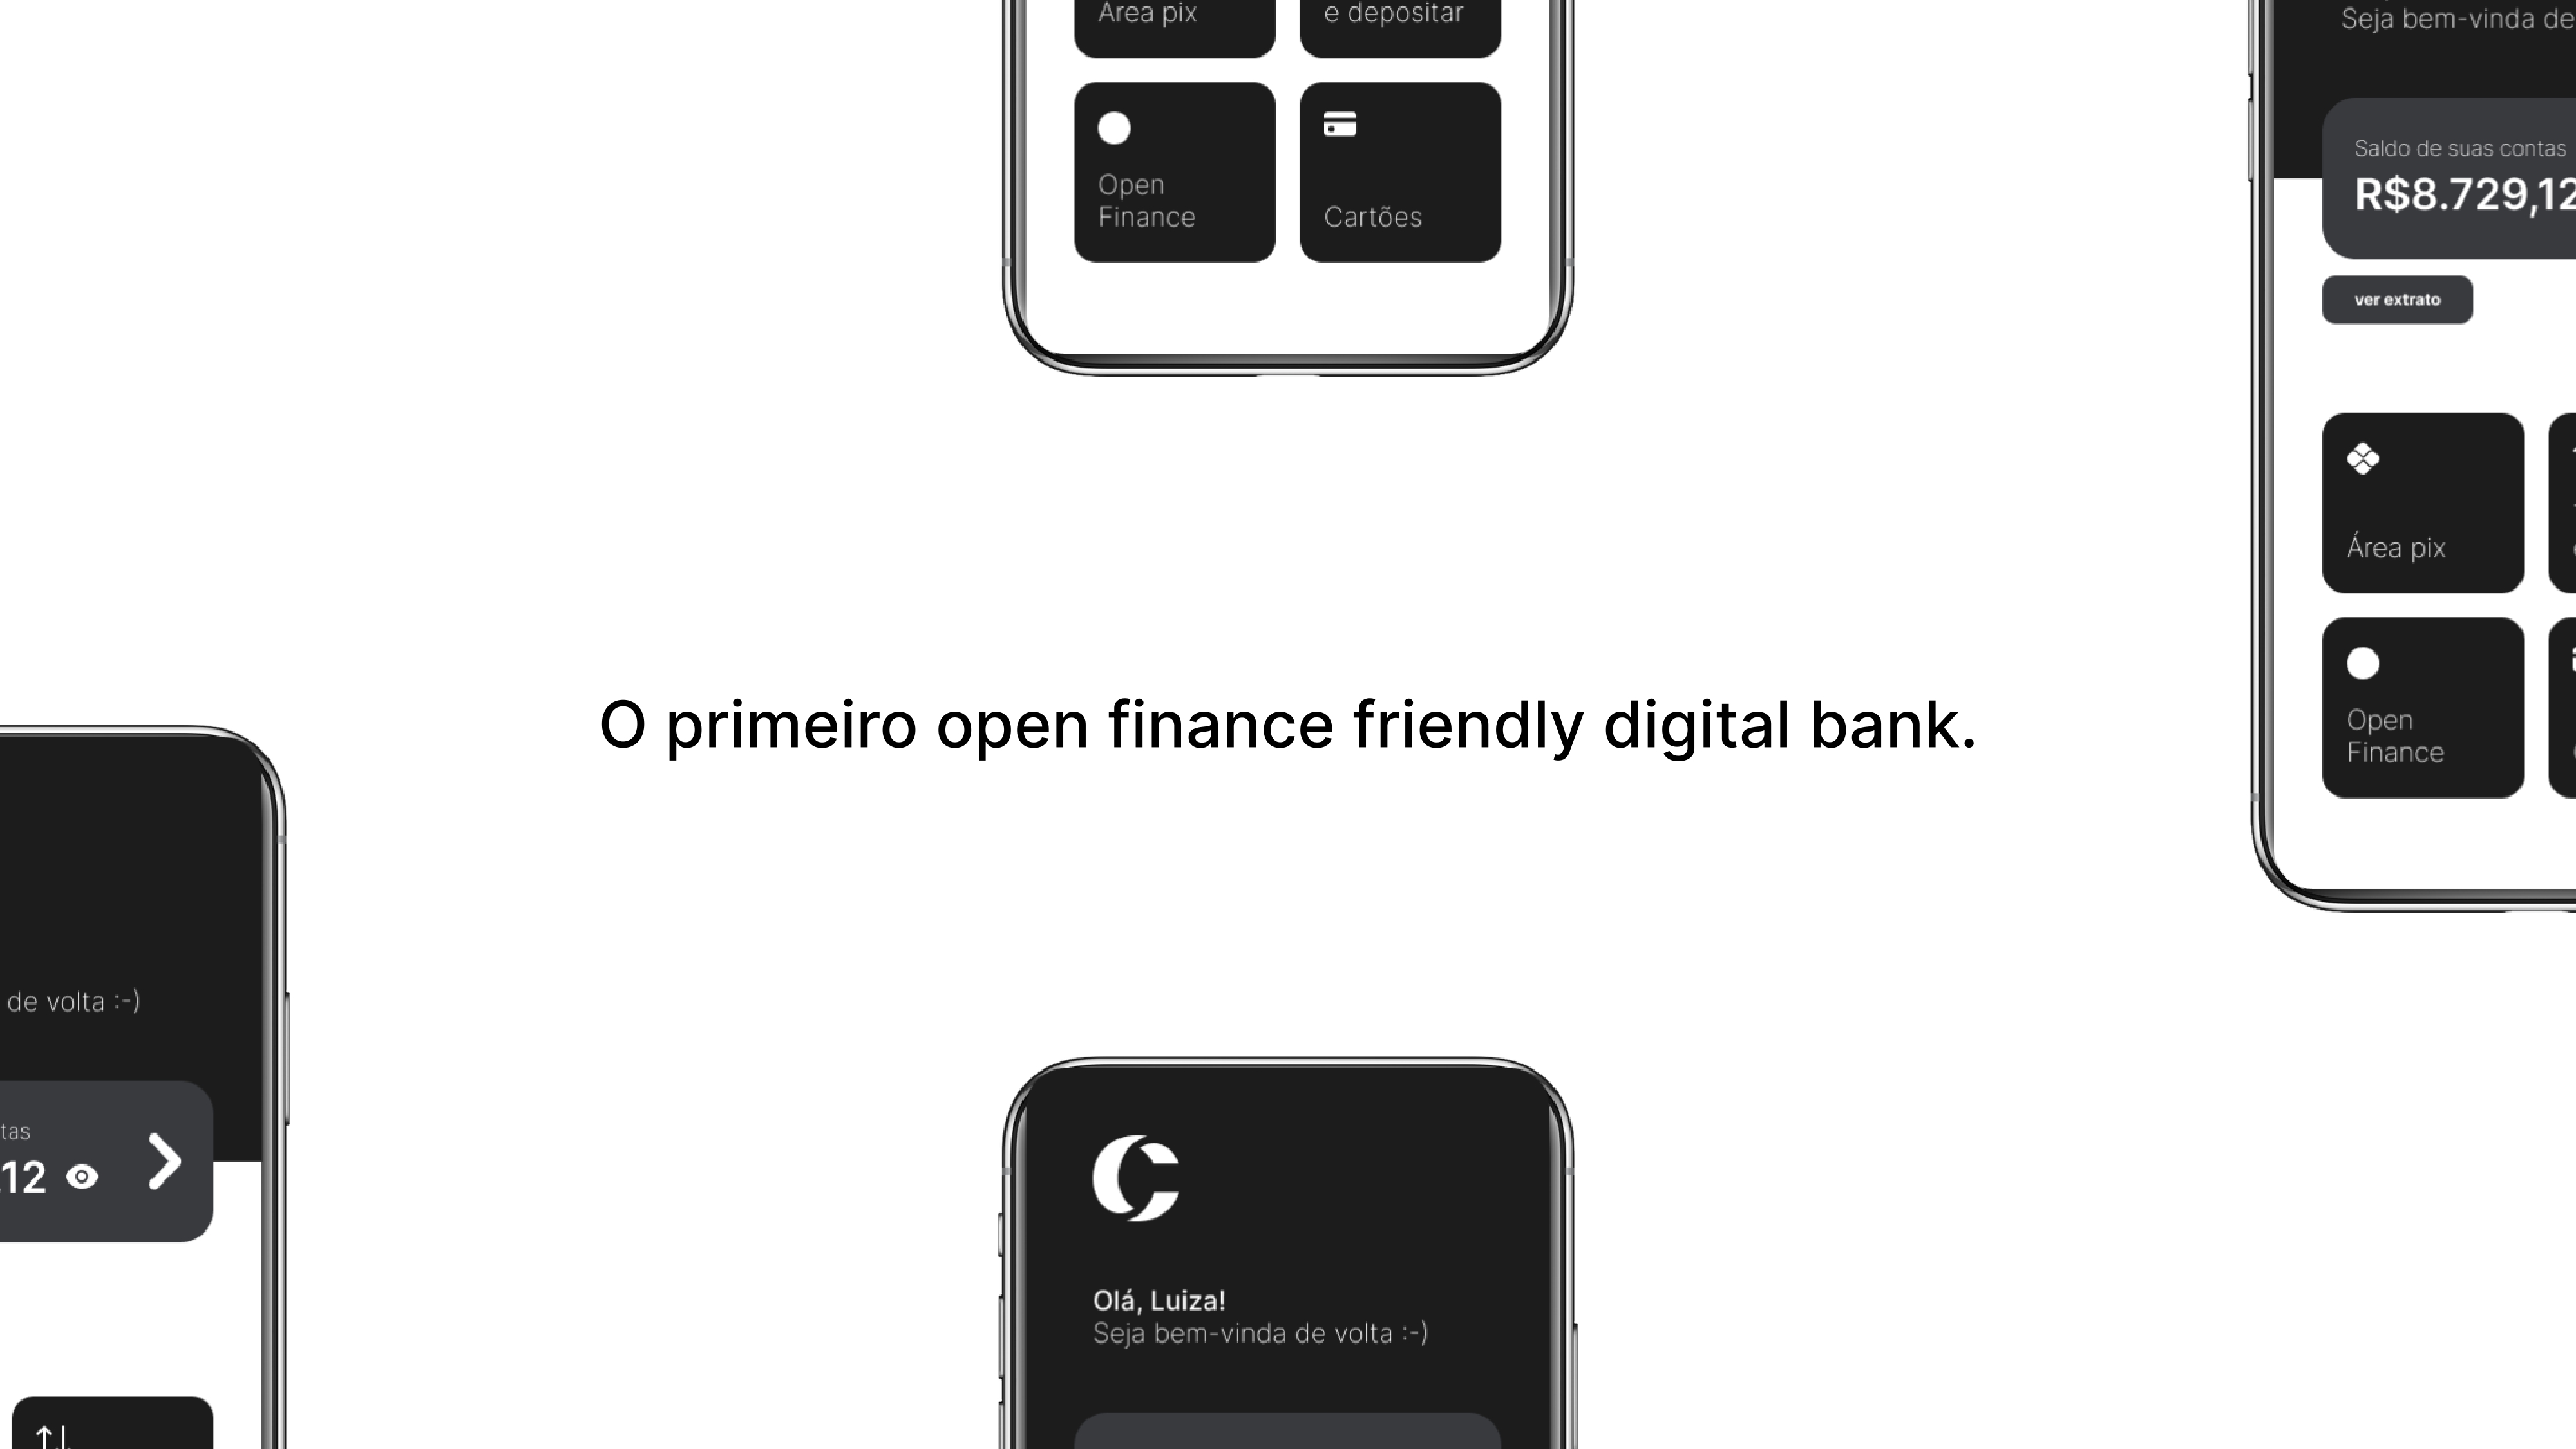 Área pix
e depositar
Open
Finance
Cartões
Seja bem-vinda de
Saldo de suas contas
R$8.729,12
ver extrato
Área pix
Open
Finance
O primeiro open finance friendly digital bank.
de volta :-)
tas
12
Olá, Luiza!
Seja bem-vinda de volta :-)